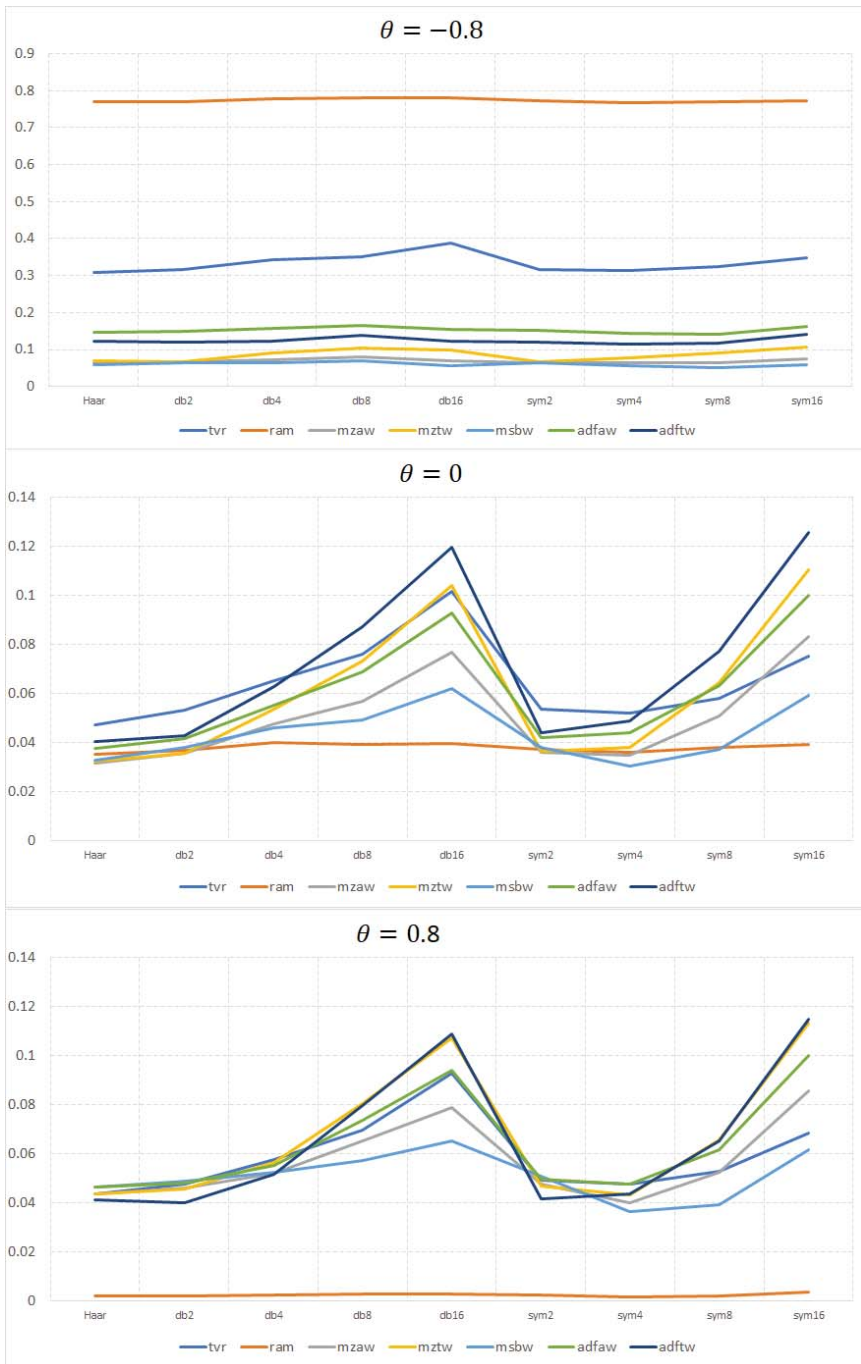 θ = −0.8
0.9
0.8
0.7
0.6
0.5
0.4
0.3
0.2
0.1
0
Haar db2 db4 db8 db16 sym2 sym4 sym8 sym16
tvr ram mzaw mztw msbw adfaw adftw
θ = 0
0.14
0.12
0.1
0.08
0.06
0.04
0.02
0
Haar db2 db4 db8 db16 sym2 sym4 sym8 sym16
tvr ram mzaw mztw msbw adfaw adftw
θ = 0.8
0.14
0.12
0.1
0.08
0.06
0.04
0.02
0
Haar db2 db4 db8 db16 sym2 sym4 sym8 sym16
tvr ram mzaw mztw msbw adfaw adftw